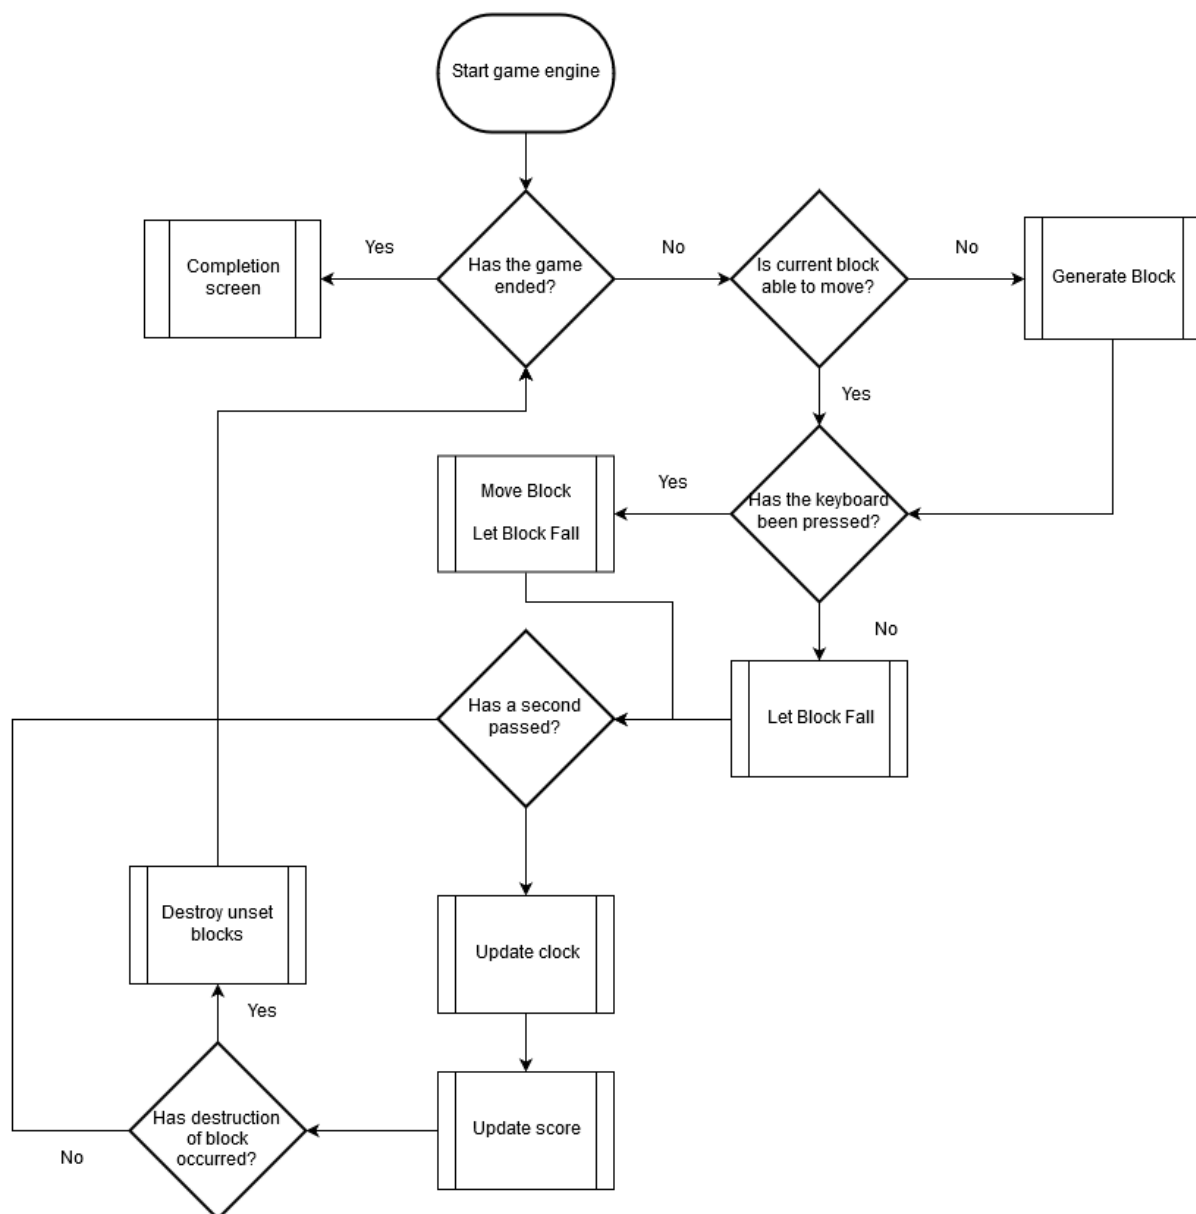 Start game engine
Yes
No
No
Completion
screen
Has the game
ended?
Is current block
able to move?
Generate Block
Yes
Move Block
Let Block Fall
Yes
Has the keyboard
been pressed?
No
Has a second
passed?
Let Block Fall
Destroy unset
blocks
Update clock
Yes
Has destruction
of block
occurred?
Update score
No